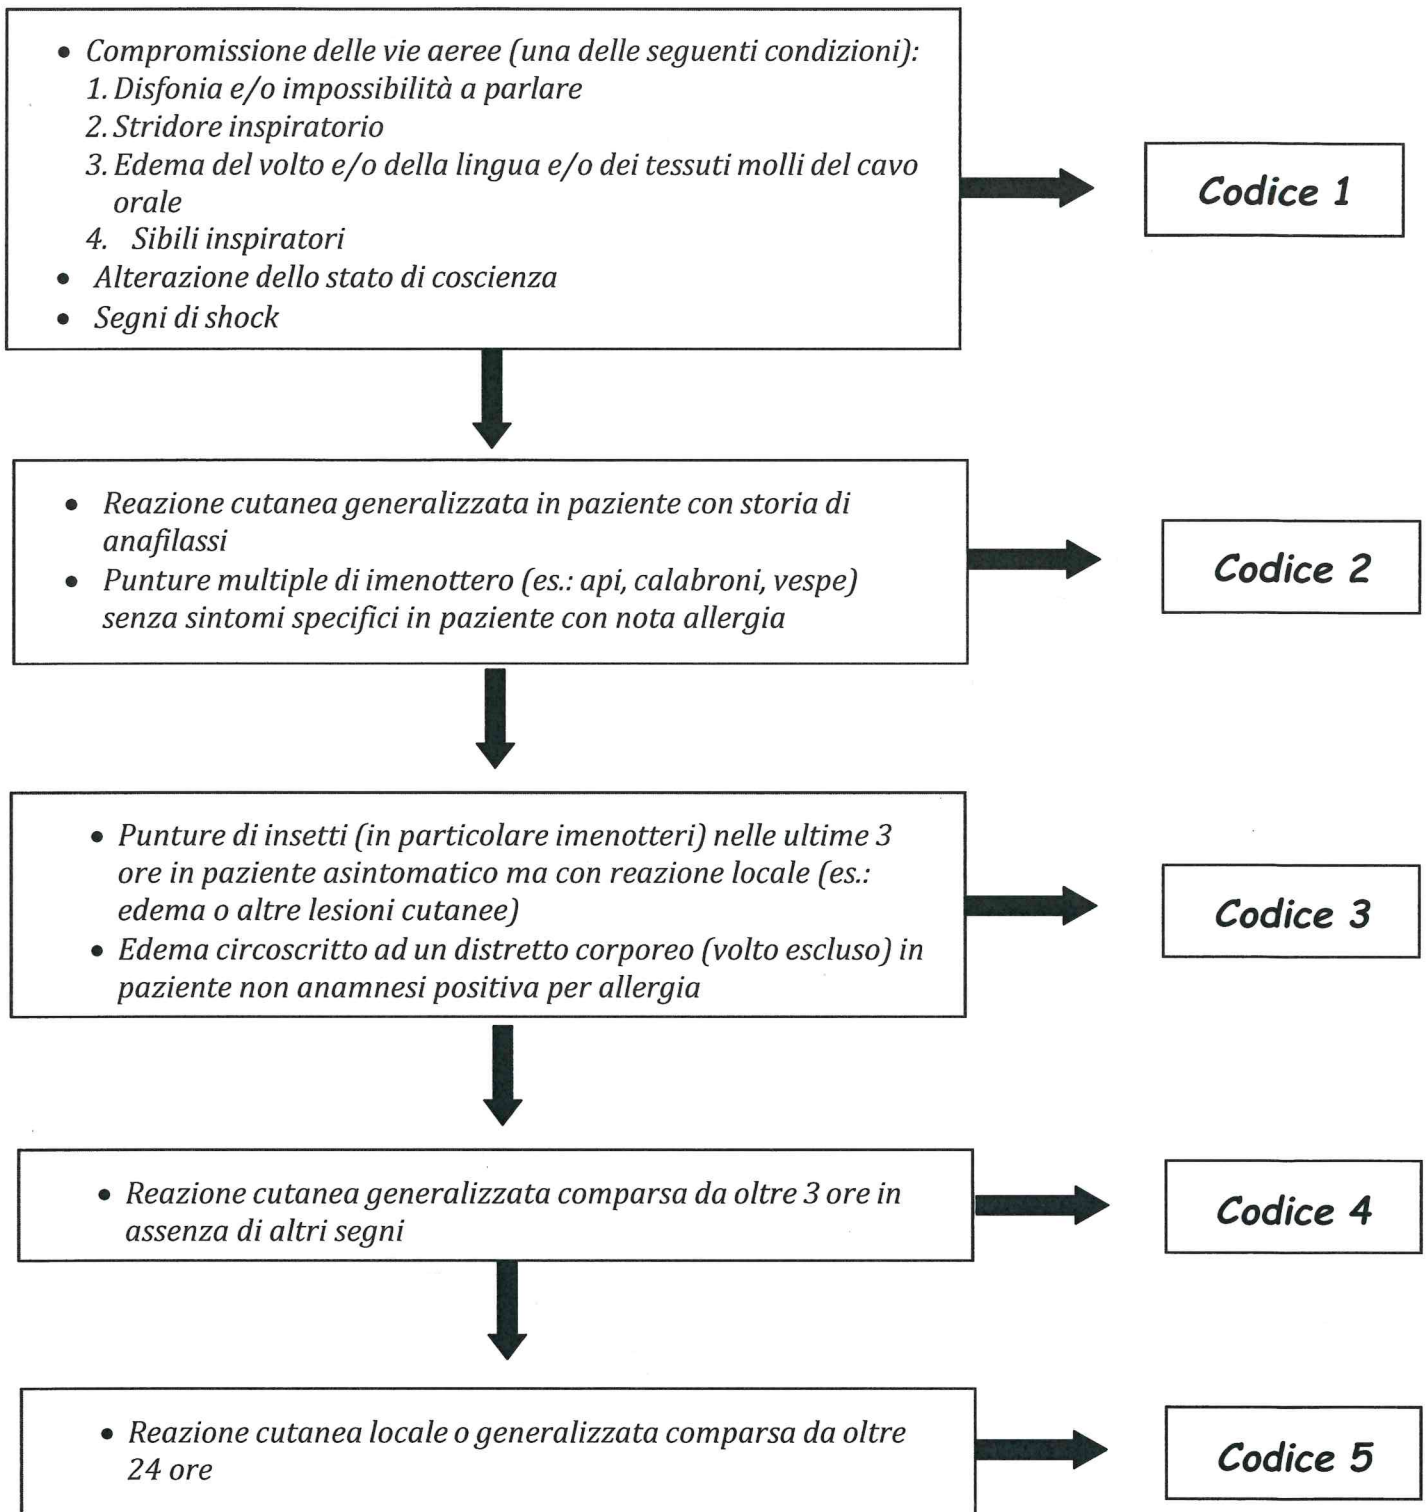 • Compromissione delle vie aeree (una delle seguenti condizioni):
1. Disfonia e/o impossibilità a parlare
2. Stridore inspiratorio
3. Edema del volto e/o della lingua e/o dei tessuti molli del cavo
orale
4. Sibili inspiratori
• Alterazione dello stato di coscienza
• Segni di shock
Codice 1
• Reazione cutanea generalizzata in paziente con storia di
anafilassi
• Punture multiple di imenottero (es.: api, calabroni, vespe)
senza sintomi specifici in paziente con nota allergia
Codice 2
• Punture di insetti (in particolare imenotteri) nelle ultime 3
ore in paziente asintomatico ma con reazione locale (es.:
edema o altre lesioni cutanee)
• Edema circoscritto ad un distretto corporeo (volto escluso) in
paziente non anamnesi positiva per allergia
Codice 3
• Reazione cutanea generalizzata comparsa da oltre 3 ore in
assenza di altri segni
Codice 4
• Reazione cutanea locale o generalizzata comparsa da oltre
24 ore
Codice 5